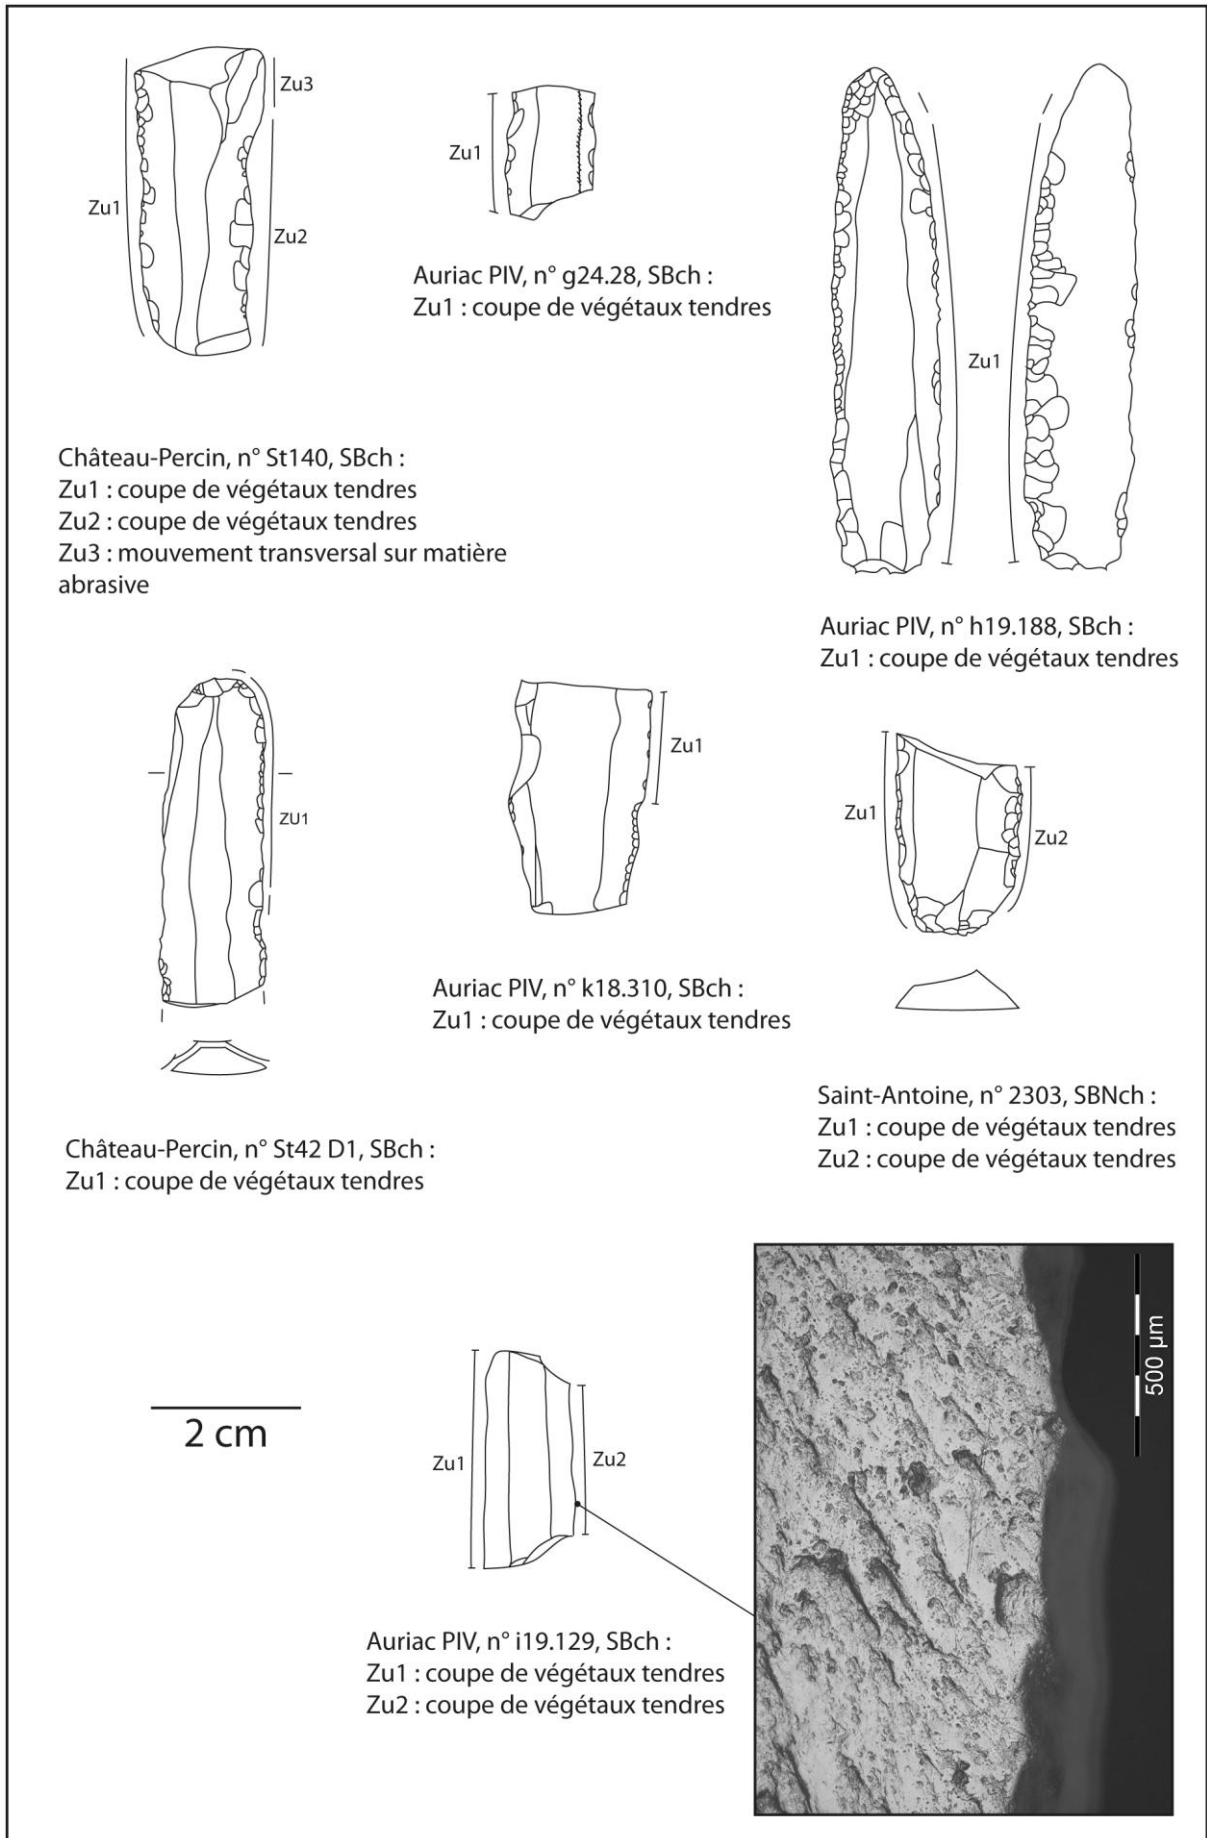 Zu3
Zu1
Zu2
Château-Percin, n° St140, SBch :
Zu1 : coupe de végétaux tendres
Zu2 : coupe de végétaux tendres
Zu3 : mouvement transversal sur matière
abrasive
Zu1
Auriac PIV, n° g24.28, SBch :
Zu1 : coupe de végétaux tendres
Zu1
Auriac PIV, n° h19.188, SBch :
Zu1 : coupe de végétaux tendres
ZU1
Château-Percin, n° St42 D1, SBch :
Zu1 : coupe de végétaux tendres
Zu1
Auriac PIV, n° k18.310, SBch :
Zu1 : coupe de végétaux tendres
Zu1
Zu2
Saint-Antoine, n° 2303, SBNch :
Zu1 : coupe de végétaux tendres
Zu2 : coupe de végétaux tendres
2 cm
Zu1
Zu2
Auriac PIV, n° i19.129, SBch :
Zu1 : coupe de végétaux tendres
Zu2 : coupe de végétaux tendres
500 µm